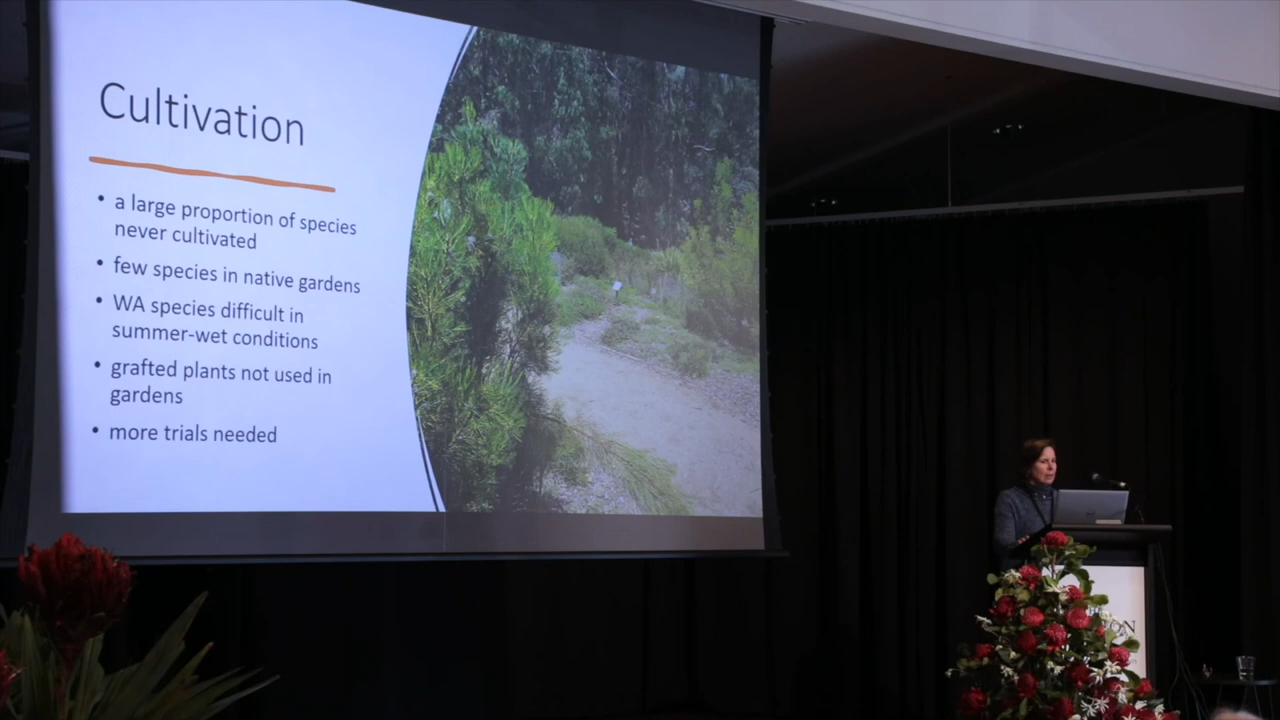 Cultivation
• a large proportion of species
never cultivated
• few species in native gardens
• WA species difficult in
summer-wet conditions
• grafted plants not used in
gardens
• more trials needed